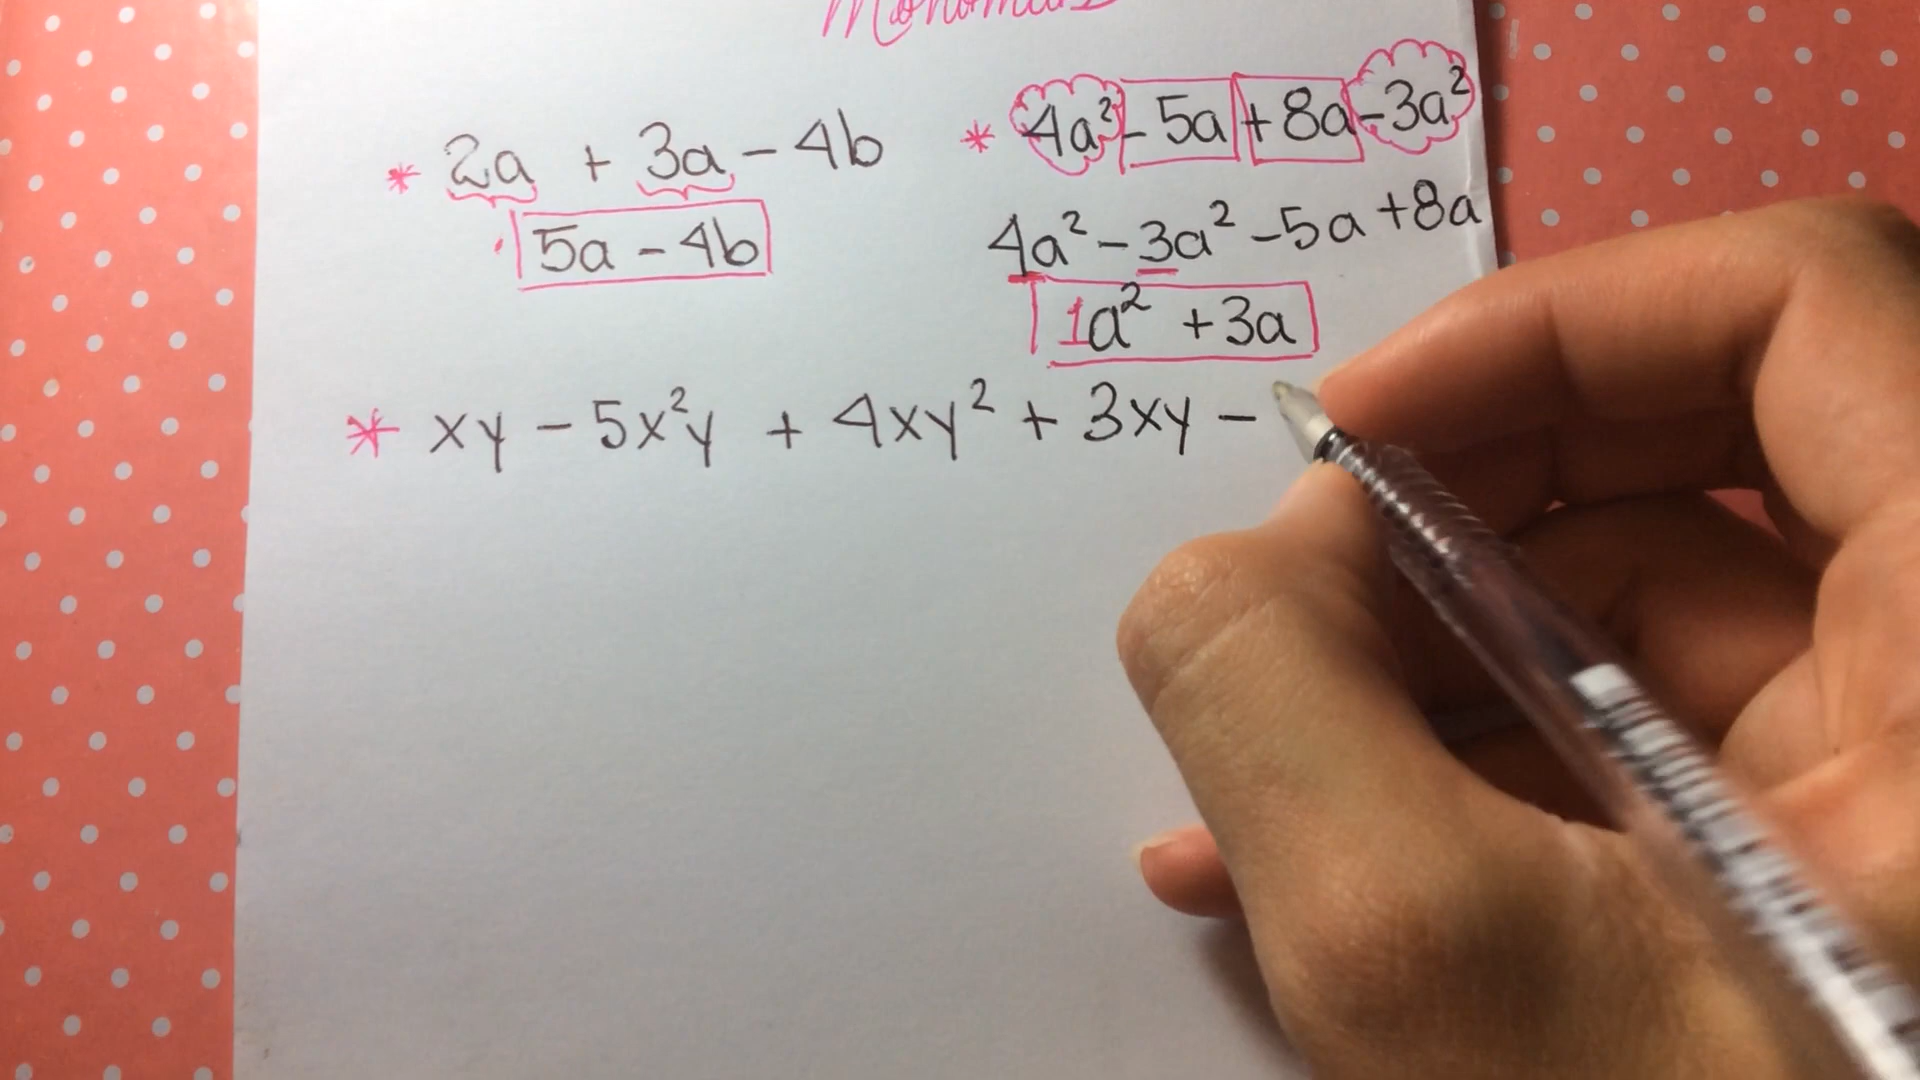 * 2a + 3a - 4b
5a - 4b
* 4a² - 5a + 8a - 3a²
4a² - 3a² - 5a + 8a
1a² + 3a
* xy - 5x²y + 4xy² + 3xy -